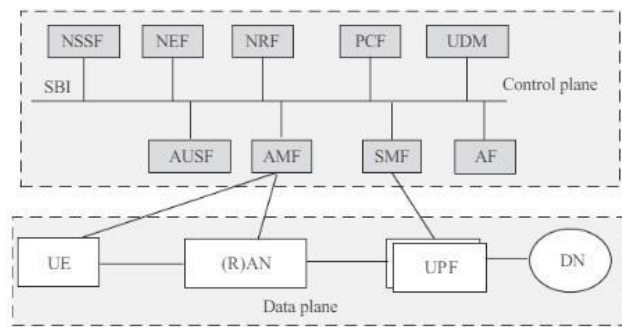 NSSF NEF NRF PCF UDM
SBI Control plane
AUSF AMF SMF AF
UE (R)AN UPF DN
Data plane